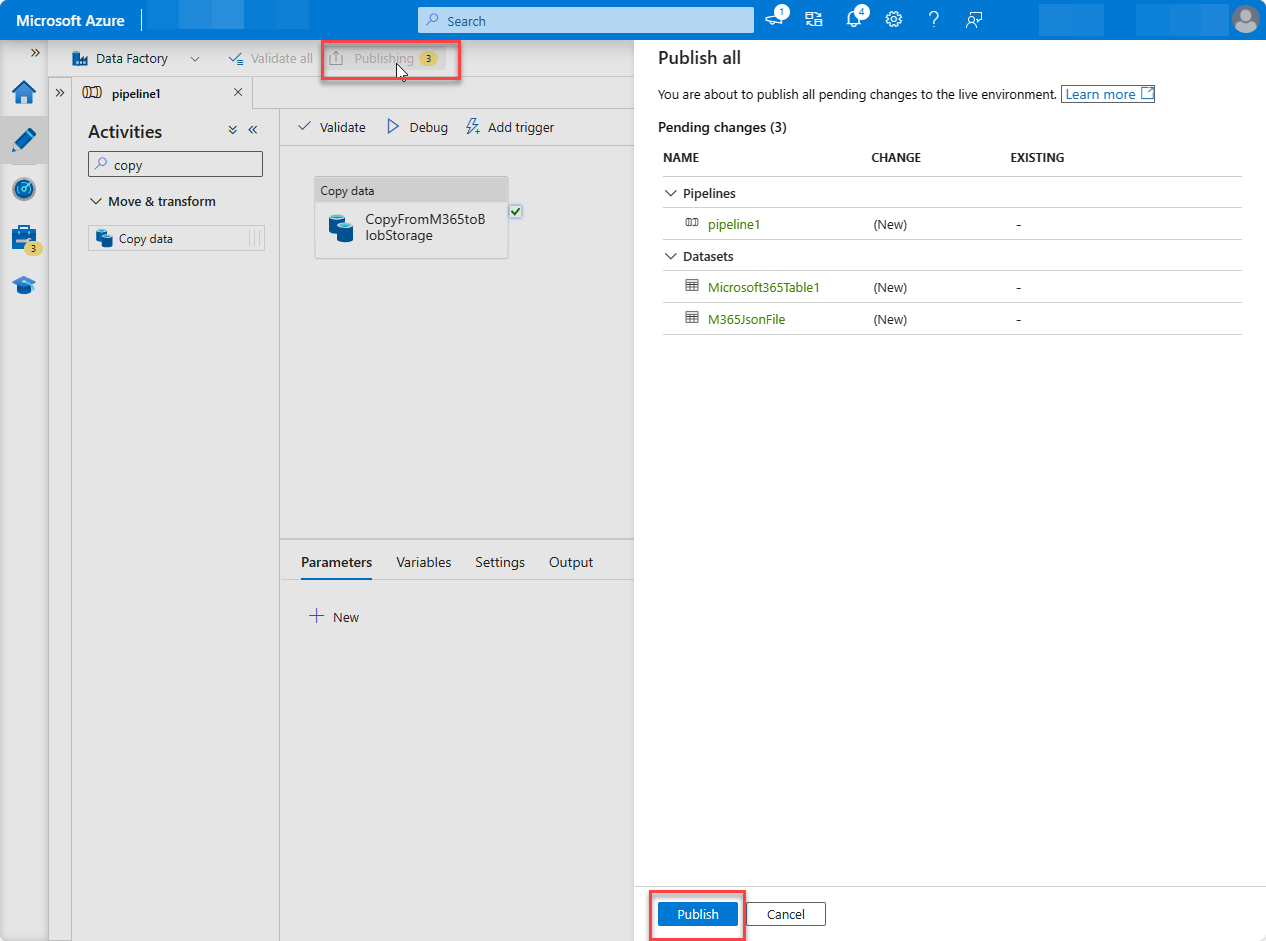 Microsoft Azure
Search
1
4
Data Factory
Validate all
Publishing
3
pipeline1
Activities
copy
Move & transform
Copy data
3
Validate
Debug
Add trigger
Copy data
CopyFromM365toB
lobStorage
Parameters
Variables
Settings
Output
New
Publish all
You are about to publish all pending changes to the live environment. Learn more
Pending changes (3)
NAME CHANGE EXISTING
Pipelines
pipeline1 (New) -
Datasets
Microsoft365Table1 (New) -
M365JsonFile (New) -
Publish
Cancel